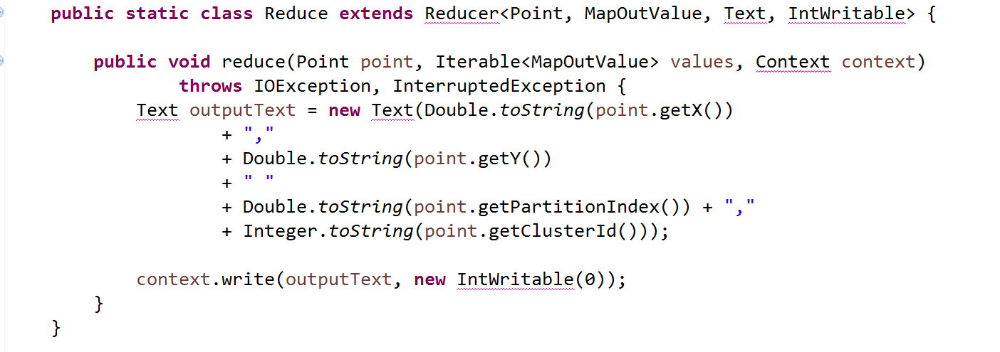 public static class Reduce extends Reducer<Point, MapOutValue, Text, IntWritable> {
public void reduce(Point point, Iterable<MapOutValue> values, Context context)
throws IOException, InterruptedException {
Text outputText = new Text(Double.toString(point.getX())
+ ","
+ Double.toString(point.getY())
+ " "
+ Double.toString(point.getPartitionIndex()) + ","
+ Integer.toString(point.getClusterId()));
context.write(outputText, new IntWritable(0));
}
}